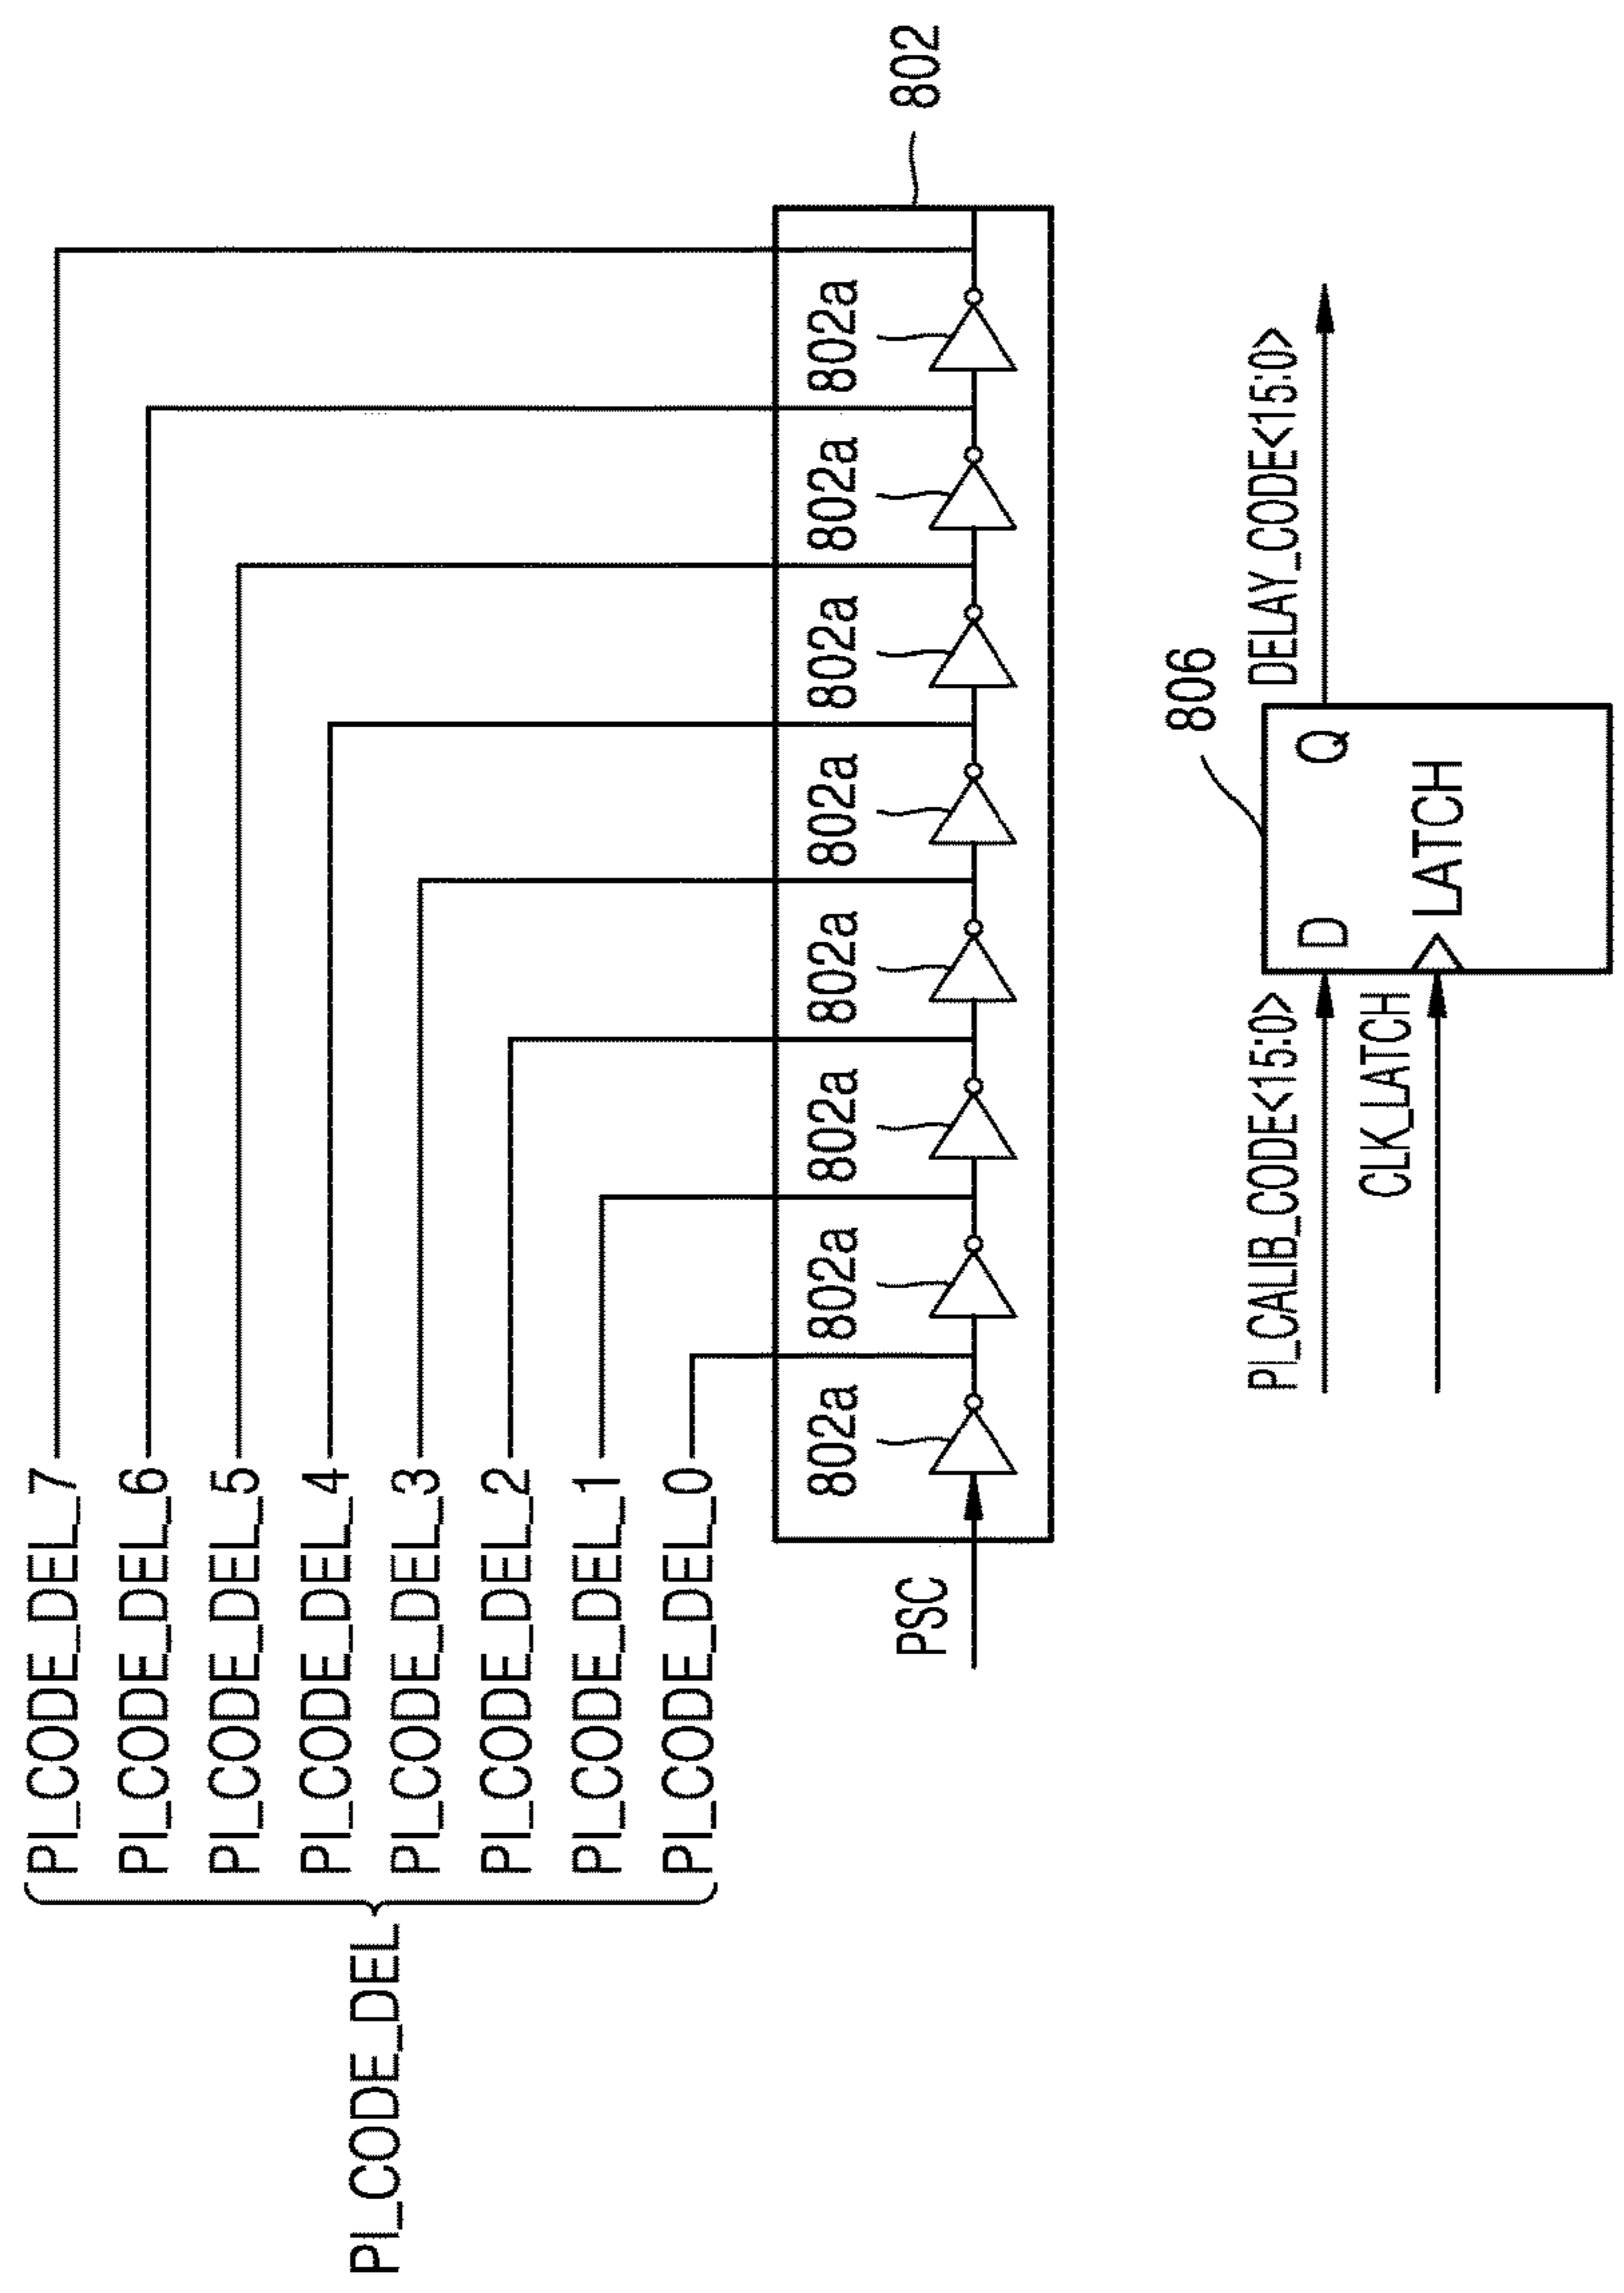 PI_CODE_DEL
PI_CODE_DEL_7
PI_CODE_DEL_6
PI_CODE_DEL_5
PI_CODE_DEL_4
PI_CODE_DEL_3
PI_CODE_DEL_2
PI_CODE_DEL_1
PI_CODE_DEL_0
802
802a 802a 802a 802a 802a 802a 802a 802a
PSC
806
PI_CALIB_CODE<15:0>
D
Q
DELAY_CODE<15:0>
CLK_LATCH
LATCH